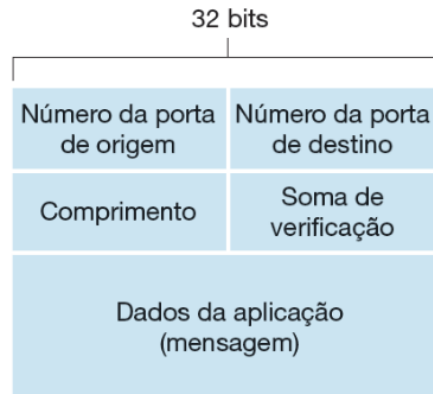 32 bits
Número da porta
de origem
Número da porta
de destino
Comprimento
Soma de
verificação
Dados da aplicação
(mensagem)